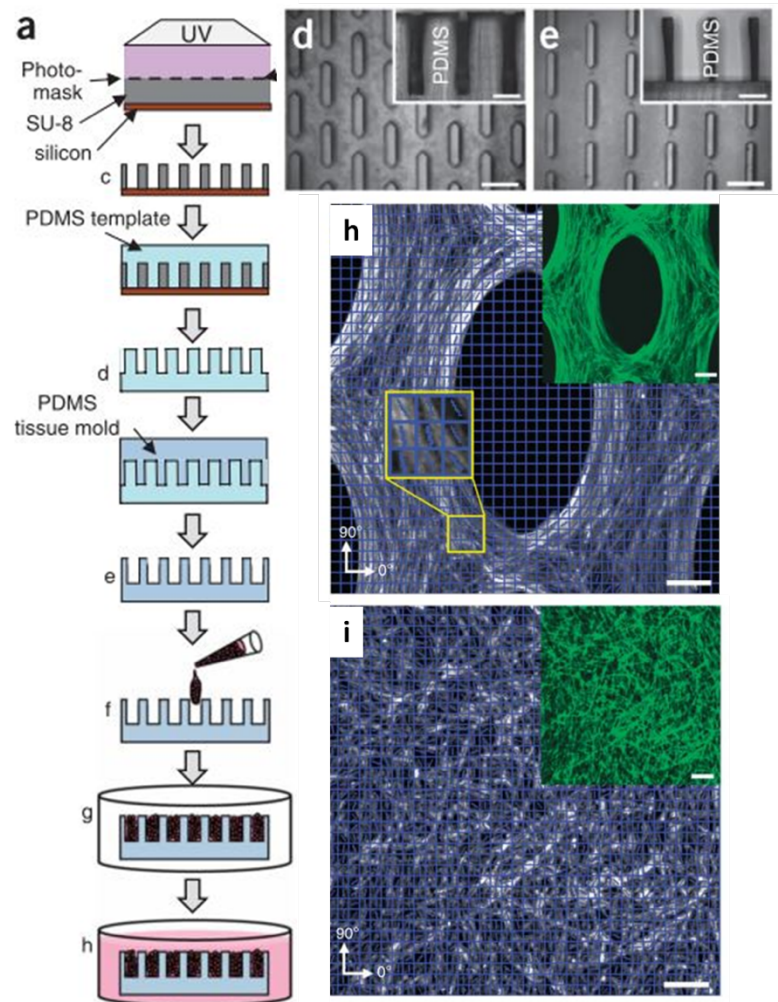 a
UV
Photo-
mask
SU-8
silicon
c
PDMS template
d
PDMS
tissue mold
e
f
g
h
d
PDMS
e
PDMS
h
90°
0°
i
90°
0°